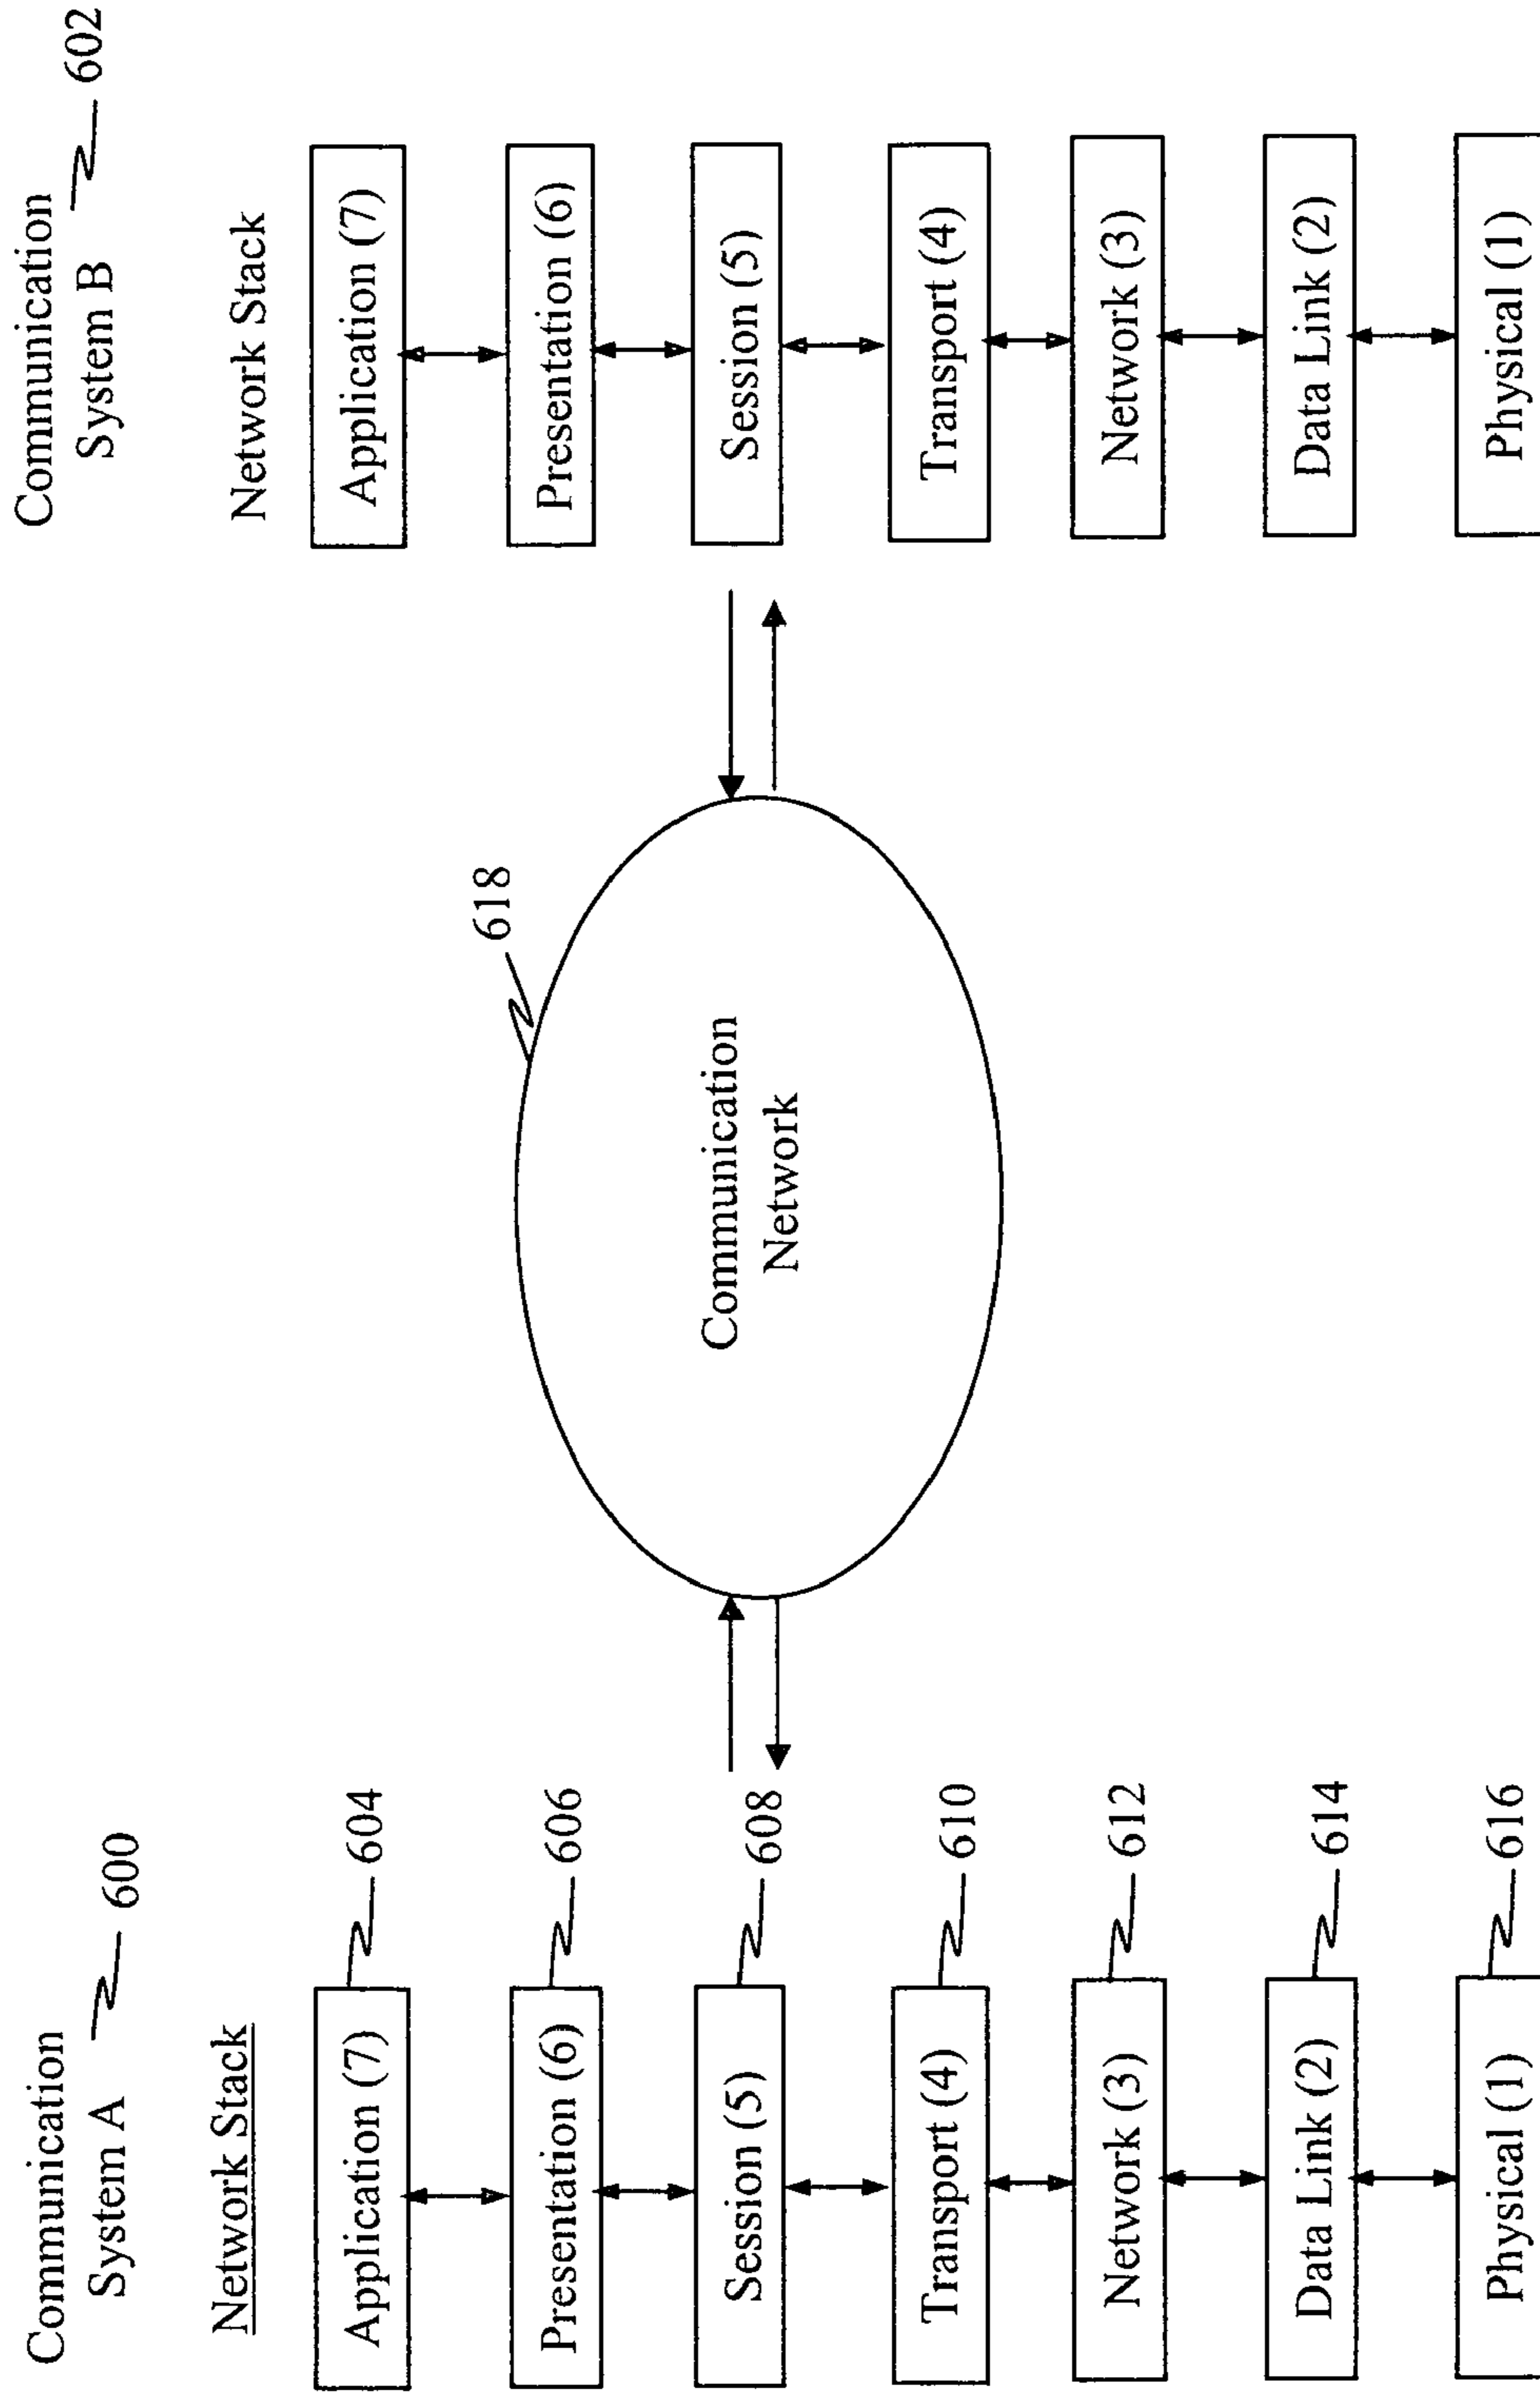 Communication
System A
600
Network Stack
Application (7)
604
Presentation (6)
606
Session (5)
608
Transport (4)
610
Network (3)
612
Data Link (2)
614
Physical (1)
616
618
Communication
Network
Communication
System B
602
Network Stack
Application (7)
Presentation (6)
Session (5)
Transport (4)
Network (3)
Data Link (2)
Physical (1)